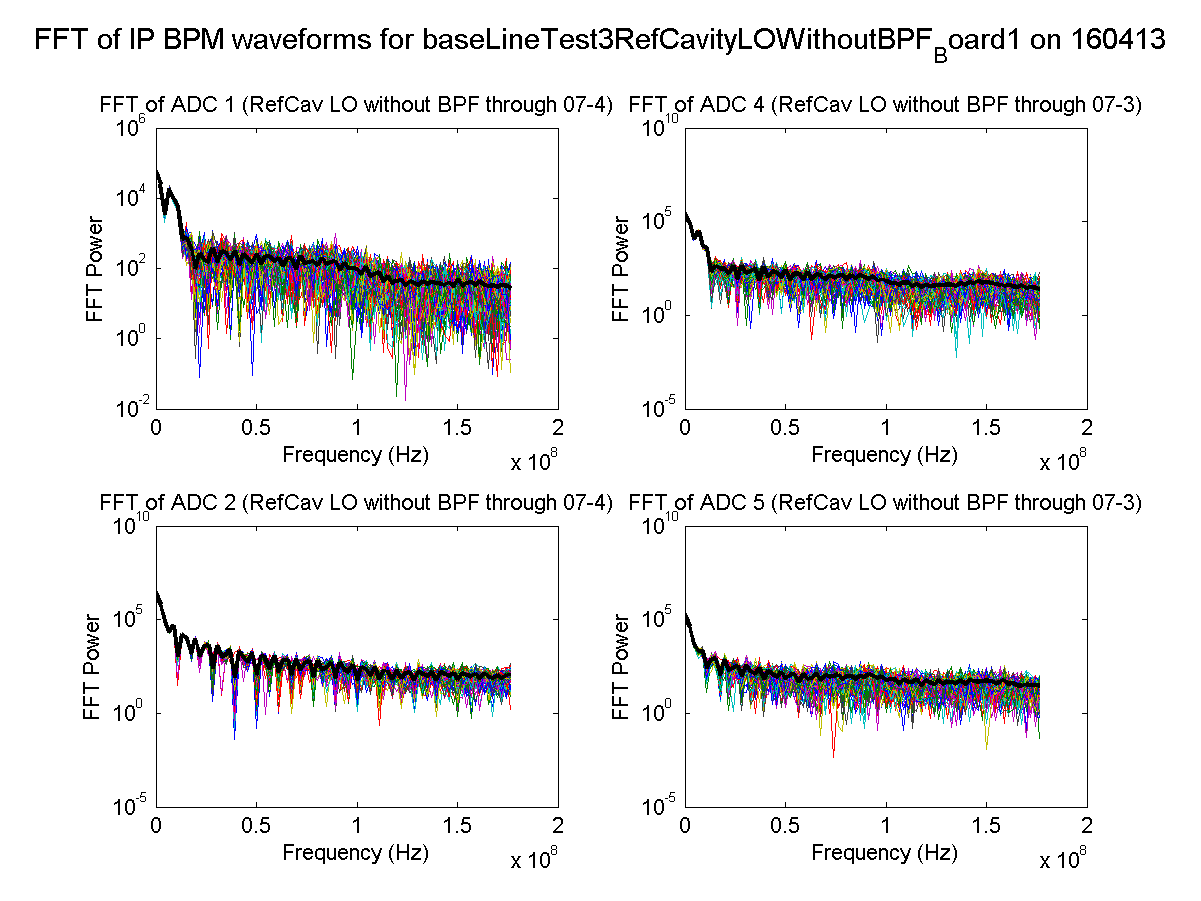 FFT of IP BPM waveforms for baseLineTest3RefCavityLOWithoutBPF_Board1 on 160413
FFT of ADC 1 (RefCav LO without BPF through 07-4)
10^6
10^4
10^2
10^0
10^-2
FFT Power
0 0.5 1 1.5 2
Frequency (Hz)
x 10^8
FFT of ADC 4 (RefCav LO without BPF through 07-3)
10^10
10^5
10^0
10^-5
FFT Power
0 0.5 1 1.5 2
Frequency (Hz)
x 10^8
FFT of ADC 2 (RefCav LO without BPF through 07-4)
10^10
10^5
10^0
10^-5
FFT Power
0 0.5 1 1.5 2
Frequency (Hz)
x 10^8
FFT of ADC 5 (RefCav LO without BPF through 07-3)
10^10
10^5
10^0
10^-5
FFT Power
0 0.5 1 1.5 2
Frequency (Hz)
x 10^8